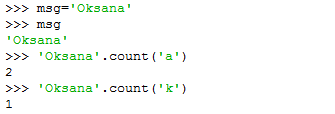 >>> msg='Oksana'
>>> msg
'Oksana'
>>> 'Oksana'.count('a')
2
>>> 'Oksana'.count('k')
1